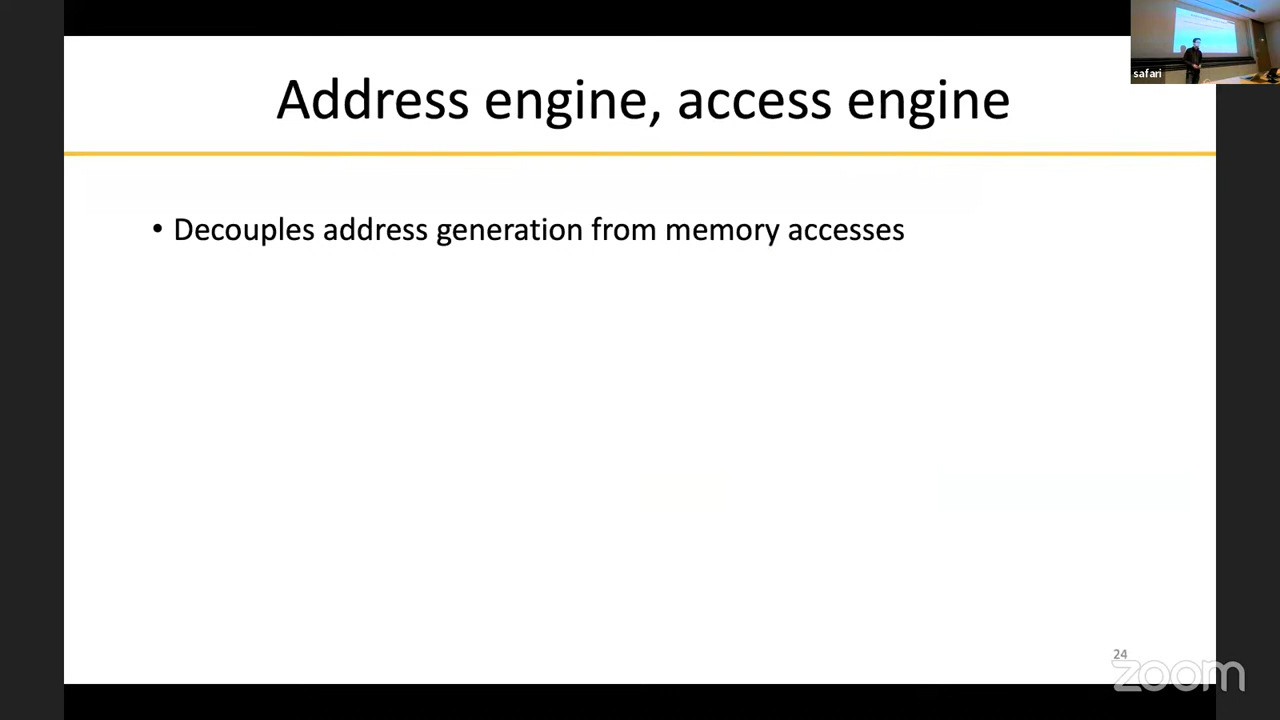 safari
Address engine, access engine
• Decouples address generation from memory accesses
24
zoom